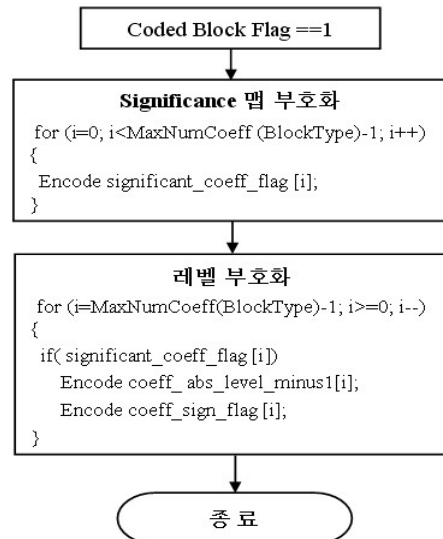 Coded Block Flag ==1
Significance 맵 부호화
for (i=0; i<MaxNumCoeff (BlockType)-1; i++)
{
Encode significant_coeff_flag [i];
}
레벨 부호화
for (i=MaxNumCoeff(BlockType)-1; i>=0; i--)
{
if( significant_coeff_flag [i])
Encode coeff_ abs_level_minus1[i];
Encode coeff_sign_flag [i];
}
종 료